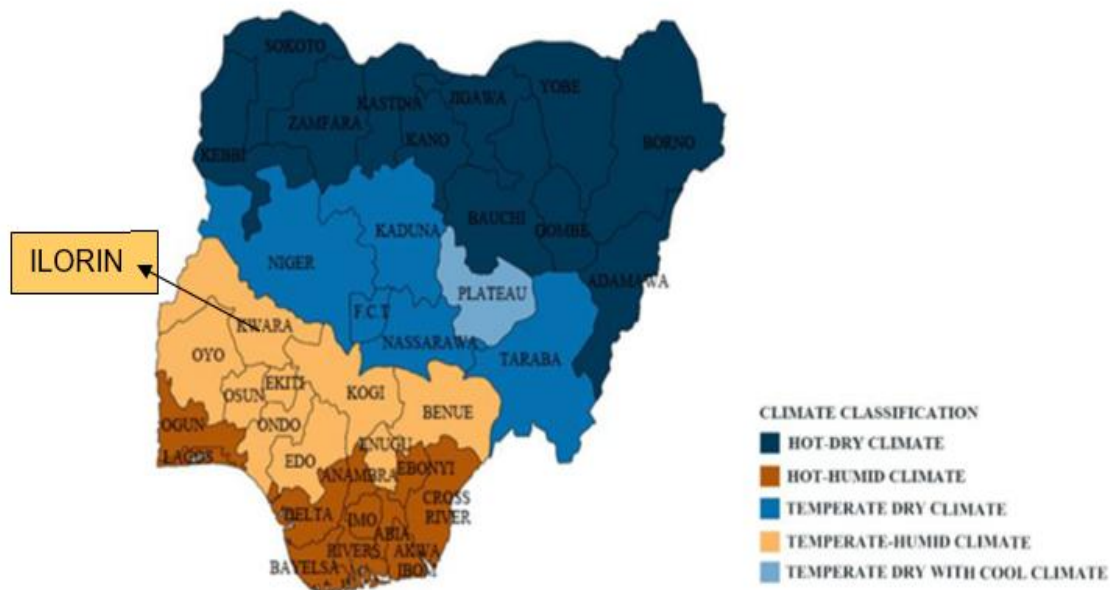 SOKOTO
YOBE
KASTINA
JIDAWA
ZAMFARA
KANO
BORNO
KEBBI
BAUCHI
GOMBE
KADUNA
ILORIN
NIGER
ADAMAWA
PLATEAU
F.C.T
KWARA
NASSARAWA
TARABA
OYO
EKITI
KOGI
OSUN
BENUE
OGUN
ONDO
ENUGU
LAGOS
EDO
EBONYI
ANAMBRA
CROSS
RIVER
DELTA
IMO
ABIA
RIVERS
AKWA
BAYELSA
IBOM
CLIMATE CLASSIFICATION
HOT-DRY CLIMATE
HOT-HUMID CLIMATE
TEMPERATE DRY CLIMATE
TEMPERATE-HUMID CLIMATE
TEMPERATE DRY WITH COOL CLIMATE